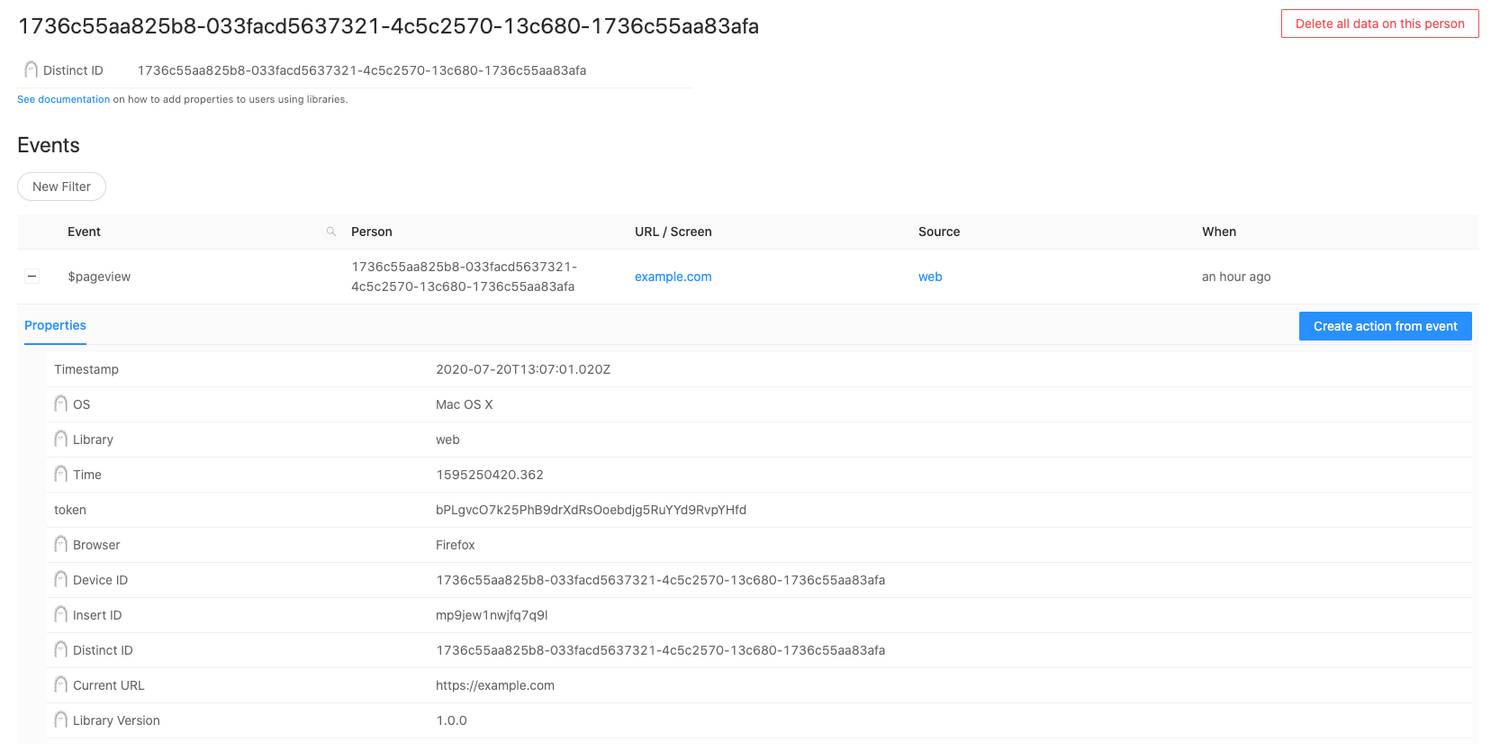 1736c55aa825b8-033facd5637321-4c5c2570-13c680-1736c55aa83afa
Delete all data on this person
Distinct ID 1736c55aa825b8-033facd5637321-4c5c2570-13c680-1736c55aa83afa
See documentation on how to add properties to users using libraries.
Events
New Filter
Event Person URL / Screen Source When
$pageview 1736c55aa825b8-033facd5637321-4c5c2570-13c680-1736c55aa83afa example.com web an hour ago
Properties Create action from event
Timestamp 2020-07-20T13:07:01.020Z
OS Mac OS X
Library web
Time 1595250420.362
token bPLgvcO7k25PhB9drXdRsOoebdjg5RuYYd9RvpYHfd
Browser Firefox
Device ID 1736c55aa825b8-033facd5637321-4c5c2570-13c680-1736c55aa83afa
Insert ID mp9jew1nwjfq7q9l
Distinct ID 1736c55aa825b8-033facd5637321-4c5c2570-13c680-1736c55aa83afa
Current URL https://example.com
Library Version 1.0.0